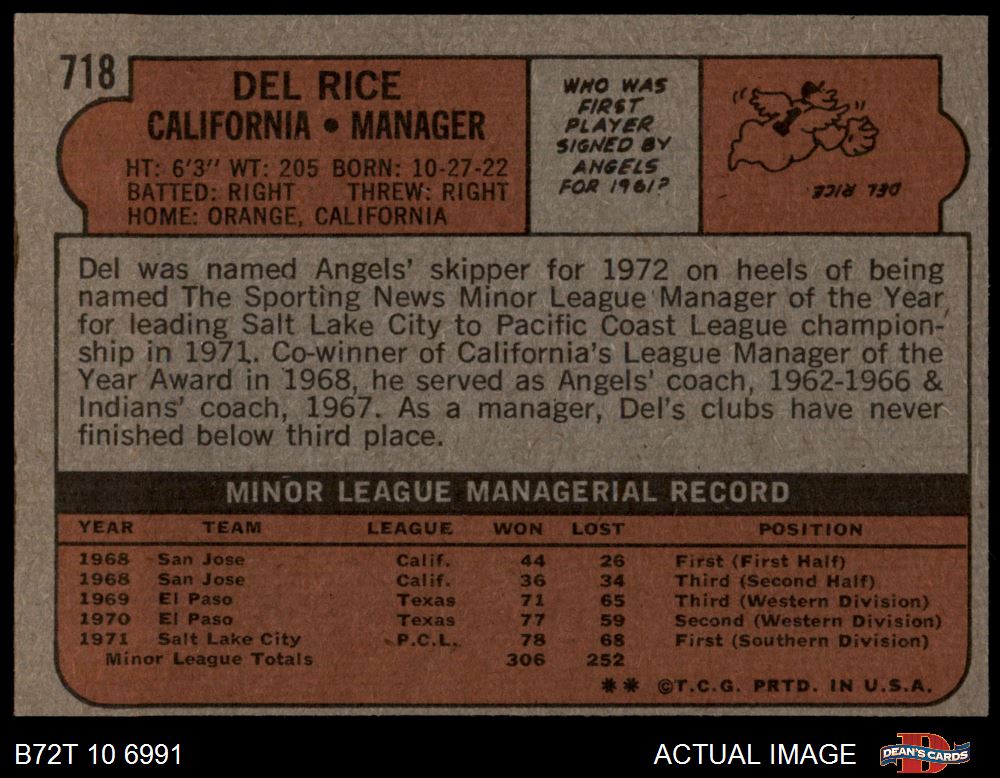 718
DEL RICE
CALIFORNIA • MANAGER
HT: 6'3" WT: 205 BORN: 10-27-22
BATTED: RIGHT THREW: RIGHT
HOME: ORANGE, CALIFORNIA
WHO WAS
FIRST
PLAYER
SIGNED BY
ANGELS
FOR 1961?
DEL RICE.
Del was named Angels' skipper for 1972 on heels of being
named The Sporting News Minor League Manager of the Year
for leading Salt Lake City to Pacific Coast League champion-
ship in 1971. Co-winner of California's League Manager of the
Year Award in 1968, he served as Angels' coach, 1962-1966 &
Indians' coach, 1967. As a manager, Del's clubs have never
finished below third place.
MINOR LEAGUE MANAGERIAL RECORD
YEAR TEAM LEAGUE WON LOST POSITION
1968 San Jose Calif. 44 26 First (First Half)
1968 San Jose Calif. 36 34 Third (Second Half)
1969 El Paso Texas 71 65 Third (Western Division)
1970 El Paso Texas 77 59 Second (Western Division)
1971 Salt Lake City P.C.L. 78 68 First (Southern Division)
Minor League Totals 306 252
** ©T.C.G. PRTD. IN U.S.A.
B72T 10 6991 ACTUAL IMAGE DEAN'S CARDS